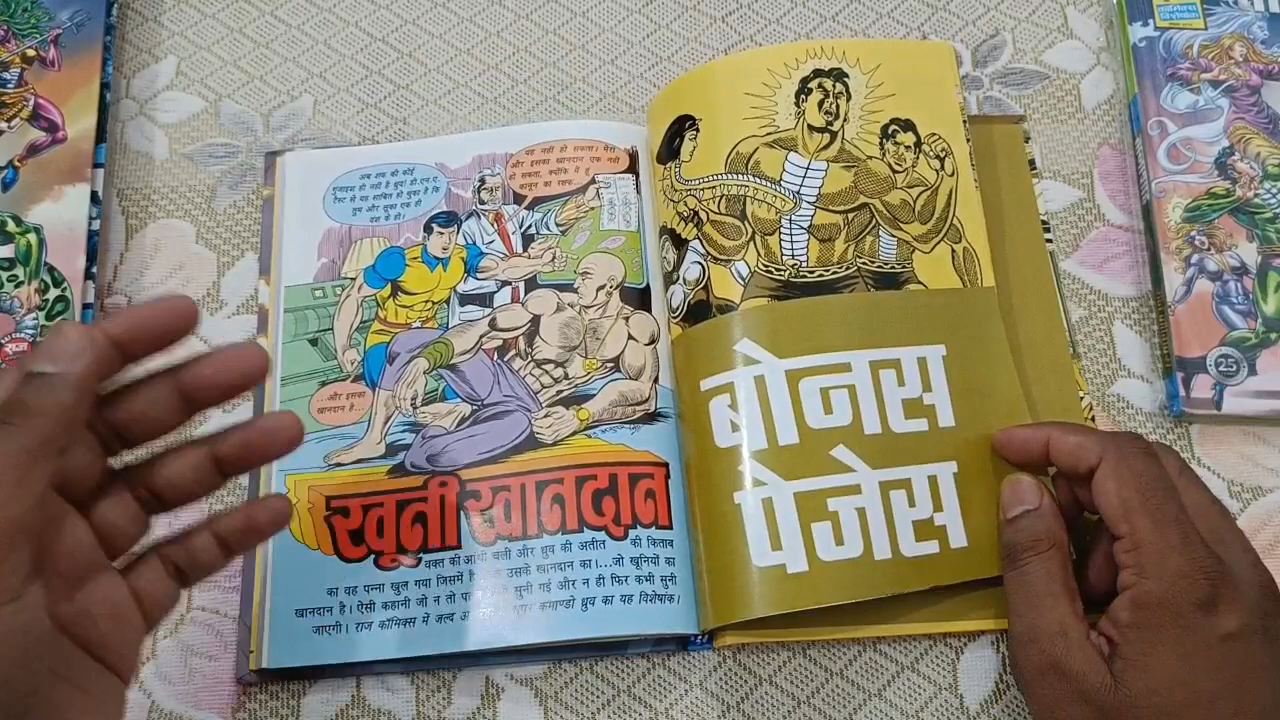 अब शक की कोई
गुंजाइश ही नहीं है ध्रुव! डी.एन.ए.
टैस्ट से यह साबित हो चुका है कि
तुम और लूका एक ही
वंश के हो।
यह नहीं हो सकता। मेरा
और इसका खानदान एक नहीं
हो सकता, क्योंकि मैं हूं
कानून का रक्षक
...और इसका
खानदान है...
खूनी खानदान
वक्त की आंधी चली और ध्रुव की अतीत की किताब
का वह पन्ना खुल गया जिसमें है उसके खानदान का।...जो खूनियों का
खानदान है। ऐसी कहानी जो न तो सुनी गई और न ही फिर कभी सुनी
जाएगी। राज कॉमिक्स में जल्द आ कमाण्डो ध्रुव का यह विशेषांक।
बोनस
पेजेस
राज
कॉमिक्स
विशेषांक
25